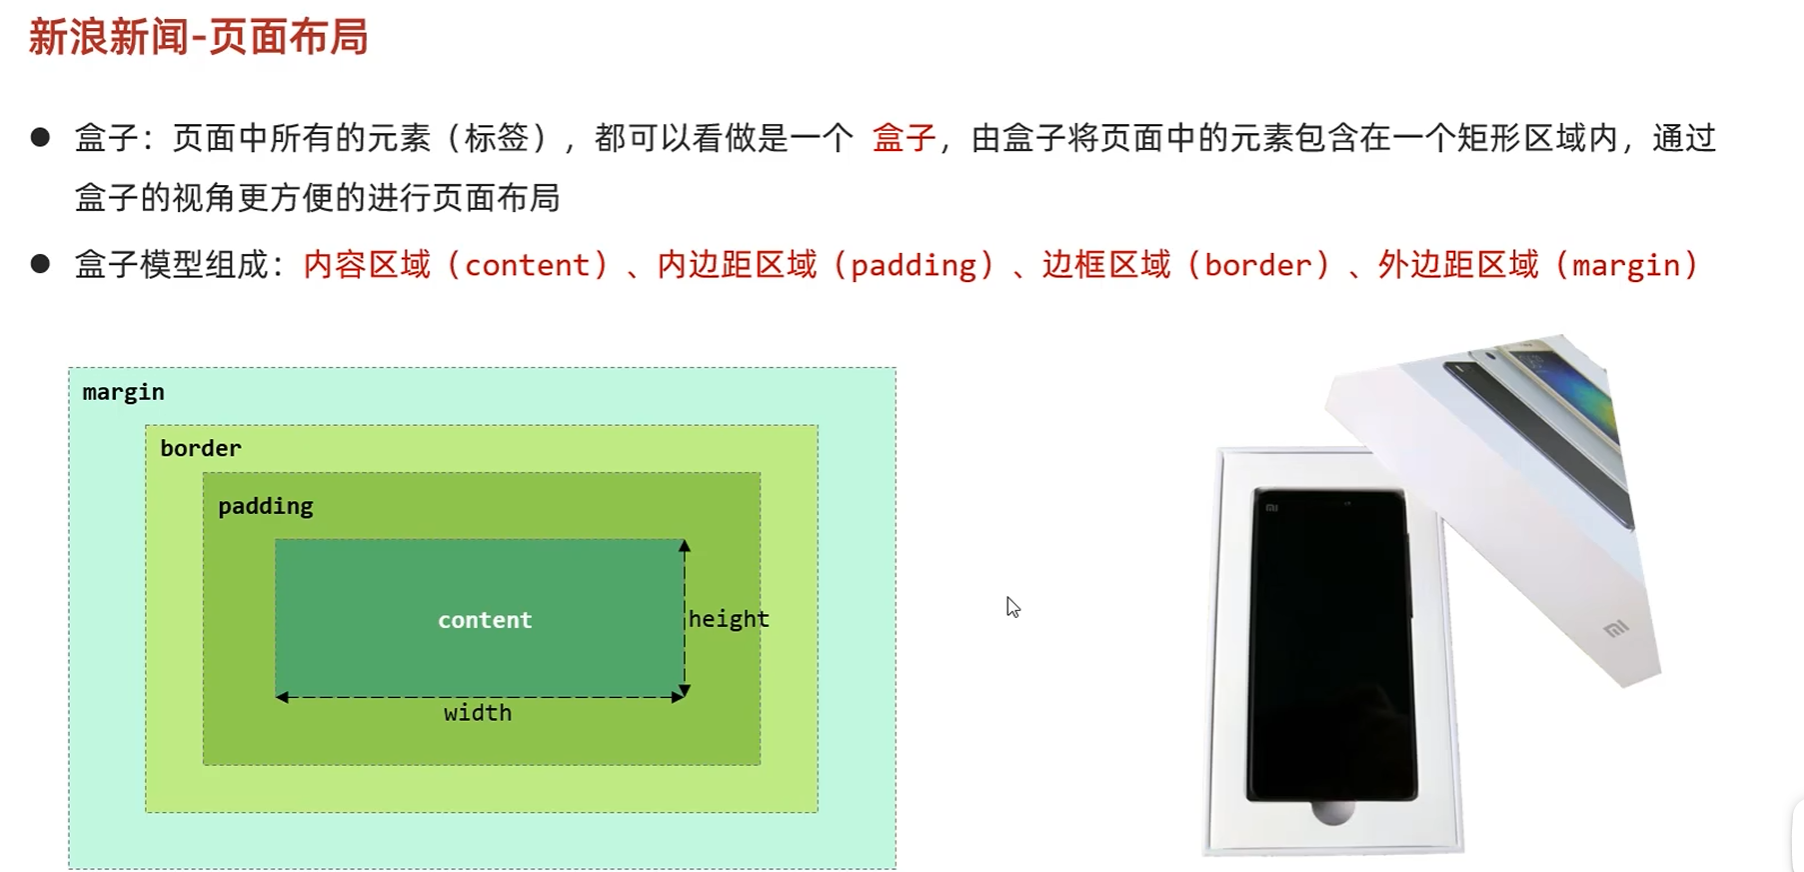 新浪新闻-页面布局
● 盒子：页面中所有的元素（标签），都可以看做是一个 盒子，由盒子将页面中的元素包含在一个矩形区域内，通过
盒子的视角更方便的进行页面布局
● 盒子模型组成：内容区域（content）、内边距区域（padding）、边框区域（border）、外边距区域（margin）
margin
border
padding
content
height
width
mi
mi